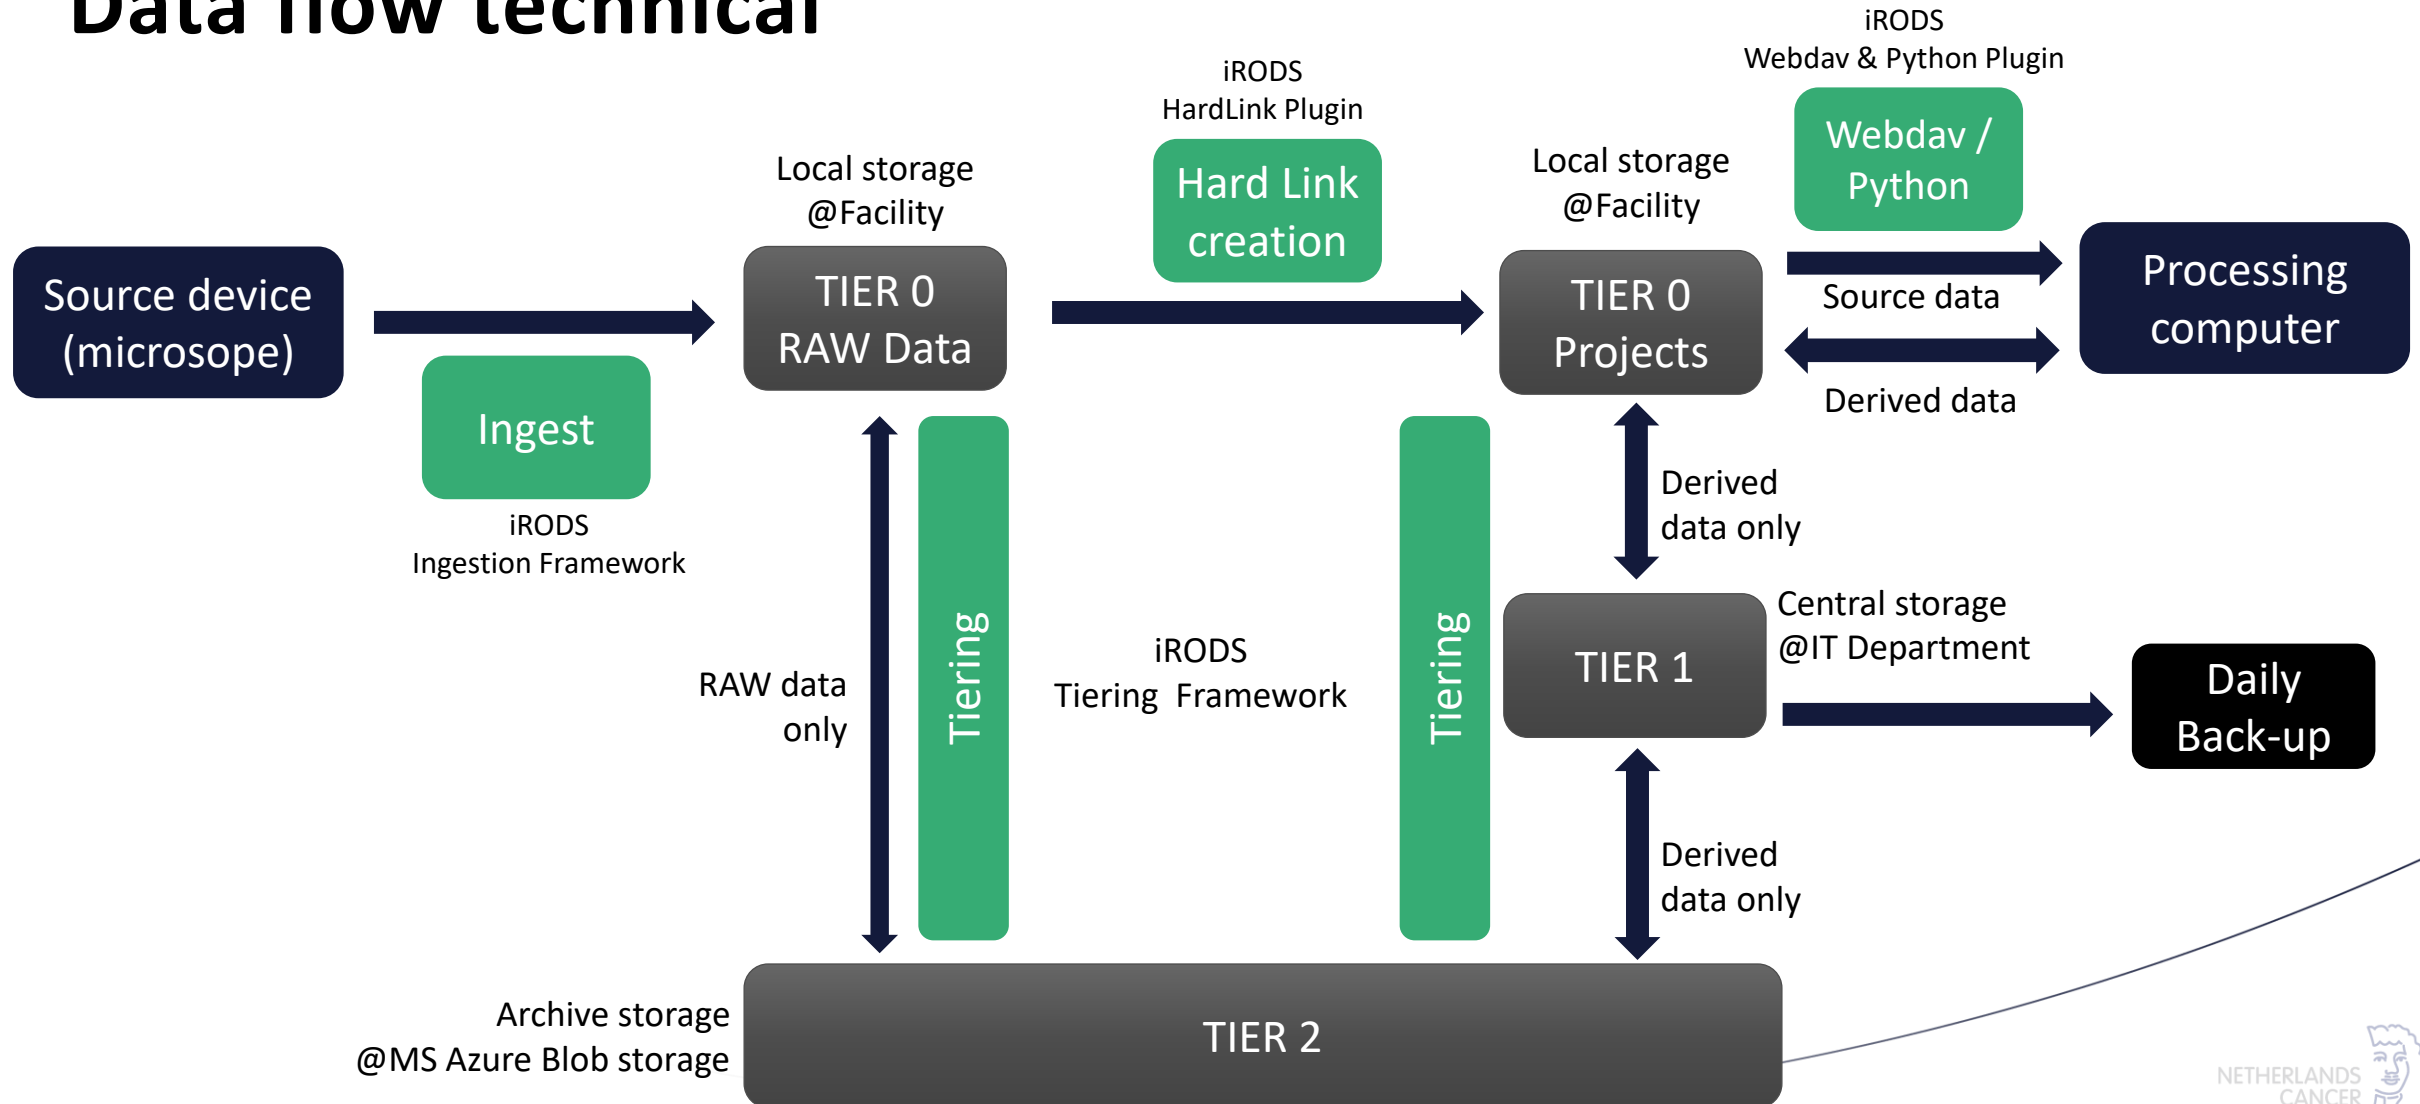 Data flow technical
iRODS
Webdav & Python Plugin
iRODS
HardLink Plugin
Webdav /
Python
Local storage
@Facility
Hard Link
creation
Local storage
@Facility
Source device
(microsope)
TIER 0
RAW Data
TIER 0
Projects
Source data
Derived data
Processing
computer
Ingest
iRODS
Ingestion Framework
Derived
data only
RAW data
only
Tiering
iRODS
Tiering Framework
Tiering
TIER 1
Central storage
@IT Department
Daily
Back-up
Derived
data only
Archive storage
@MS Azure Blob storage
TIER 2
NETHERLANDS
CANCER